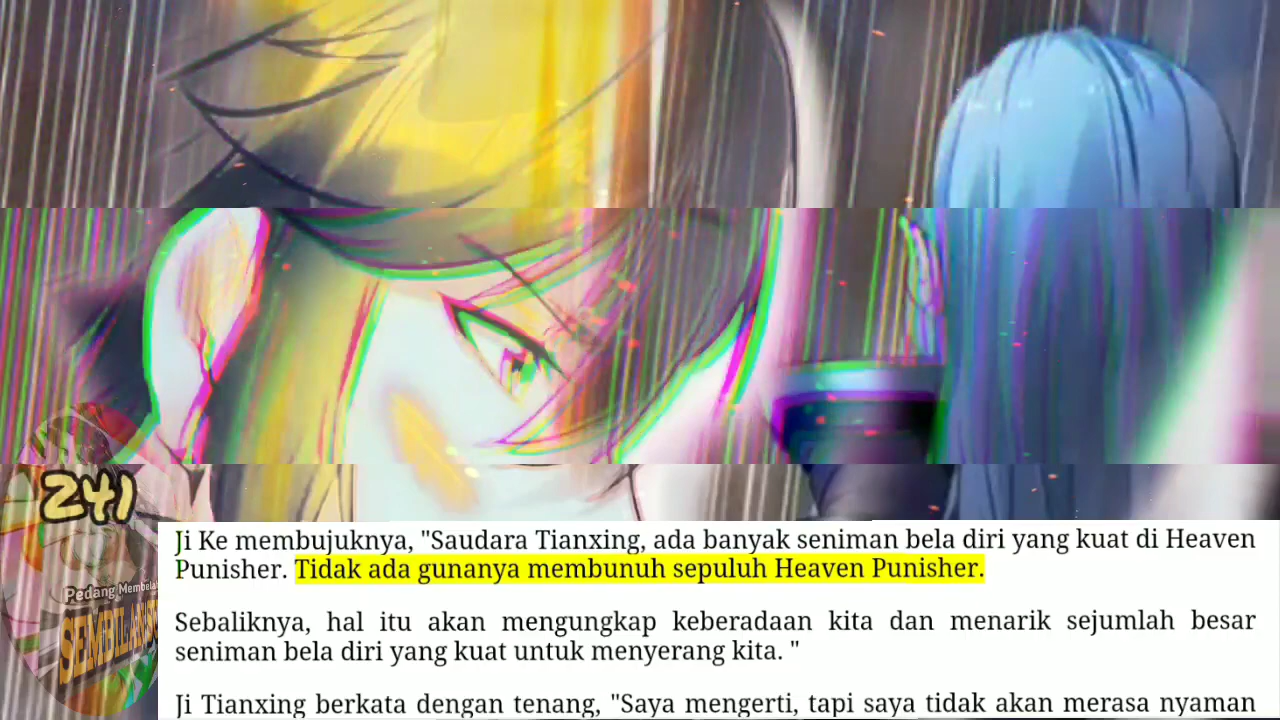 241
Pedang Membelah
SEMBILAN
Ji Ke membujuknya, "Saudara Tianxing, ada banyak seniman bela diri yang kuat di Heaven
Punisher. Tidak ada gunanya membunuh sepuluh Heaven Punisher.
Sebaliknya, hal itu akan mengungkap keberadaan kita dan menarik sejumlah besar
seniman bela diri yang kuat untuk menyerang kita. "
Ji Tianxing berkata dengan tenang, "Saya mengerti, tapi saya tidak akan merasa nyaman